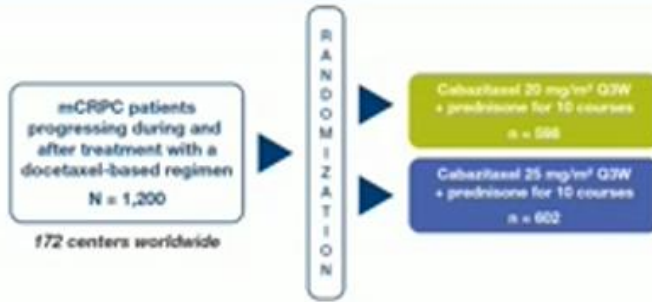 mCRPC patients
progressing during and
after treatment with a
docetaxel-based regimen
N = 1,200
172 centers worldwide
RANDOMIZATION
Cabazitaxel 20 mg/m² Q3W
+ prednisone for 10 courses
n = 598
Cabazitaxel 25 mg/m² Q3W
+ prednisone for 10 courses
n = 602